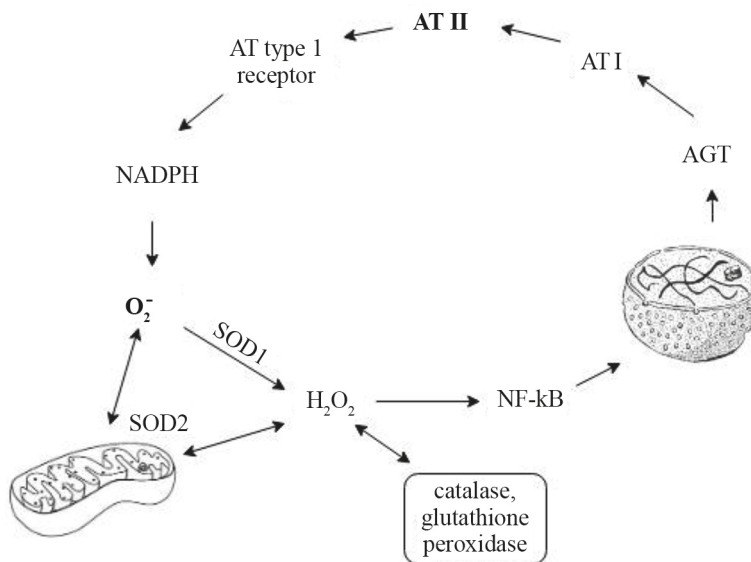 AT II
AT type 1
receptor
AT I
AGT
NADPH
O₂⁻
SOD1
H₂O₂
NF-kB
SOD2
catalase,
glutathione
peroxidase